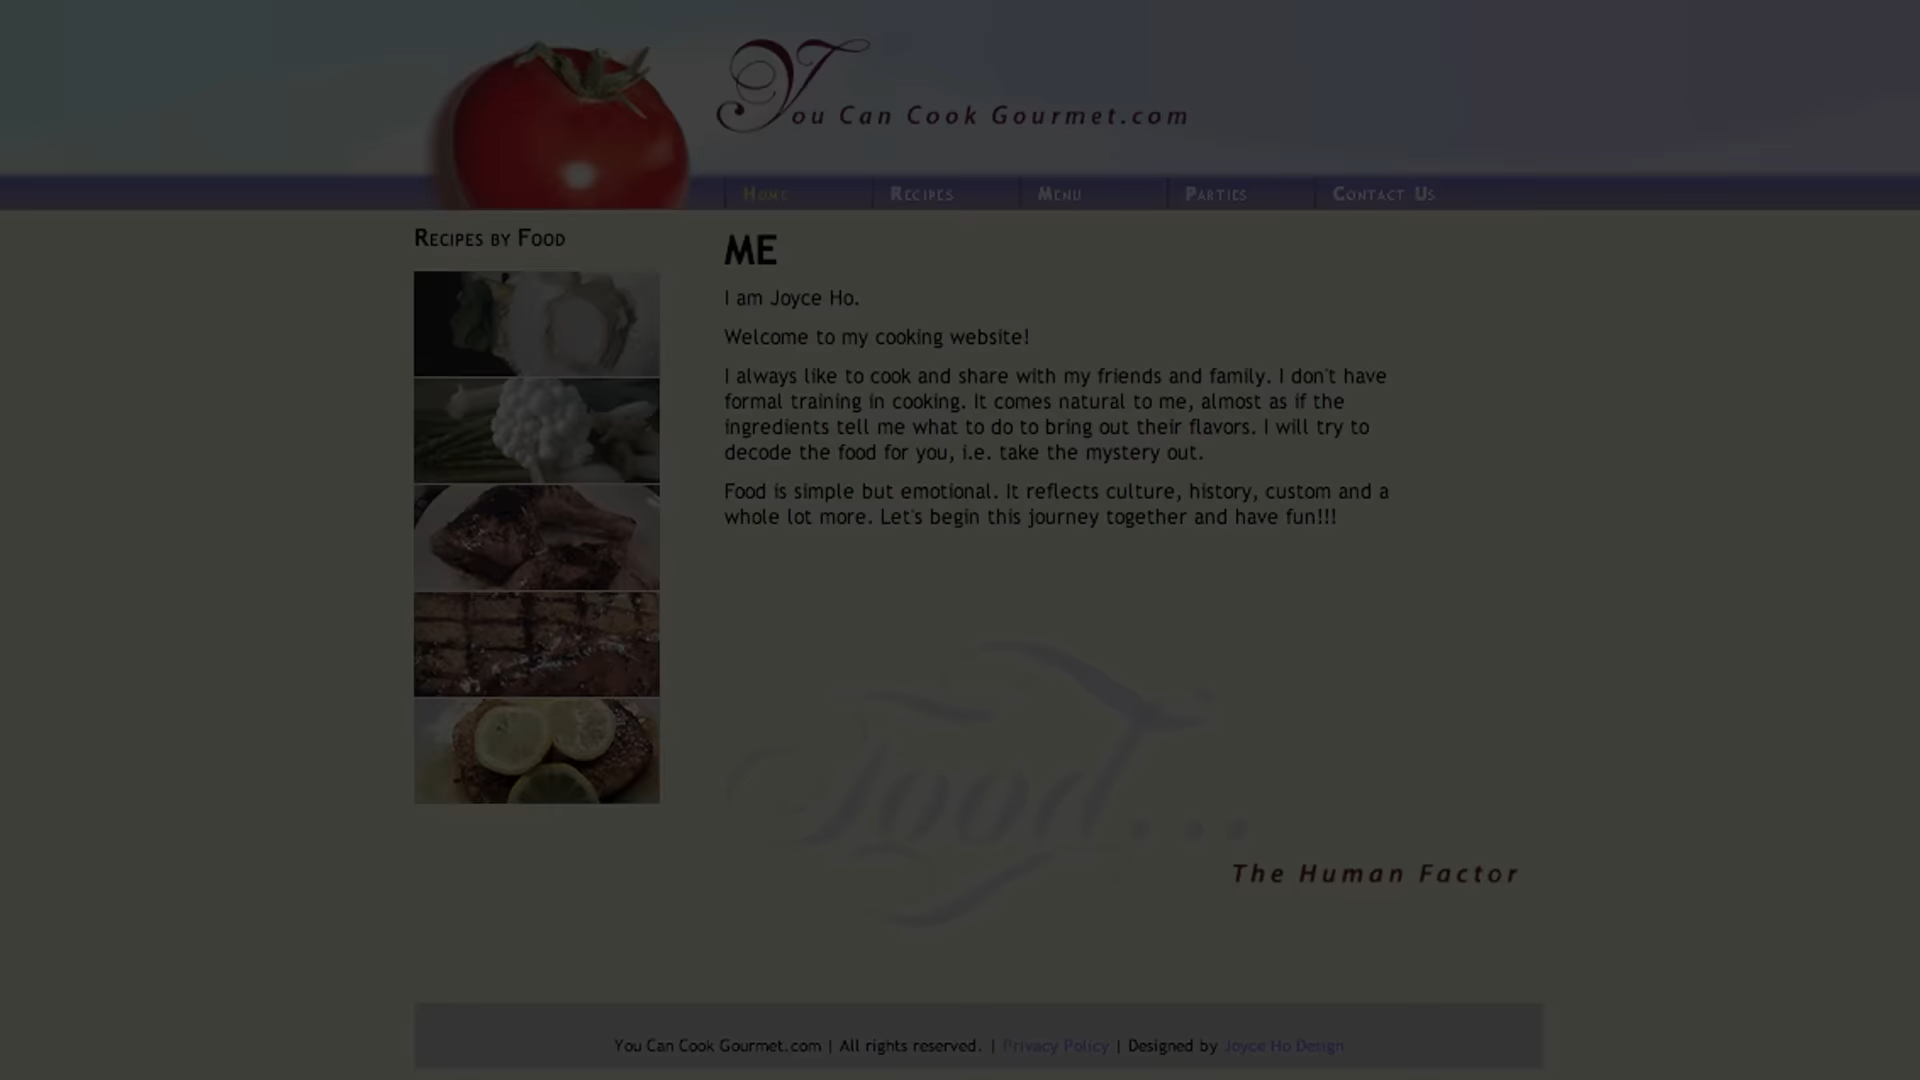 You Can Cook Gourmet.com
Home Recipes Menu Parties Contact Us
Recipes by Food
ME
I am Joyce Ho.
Welcome to my cooking website!
I always like to cook and share with my friends and family. I don't have
formal training in cooking. It comes natural to me, almost as if the
ingredients tell me what to do to bring out their flavors. I will try to
decode the food for you, i.e. take the mystery out.
Food is simple but emotional. It reflects culture, history, custom and a
whole lot more. Let's begin this journey together and have fun!!!
Food...
The Human Factor
You Can Cook Gourmet.com | All rights reserved. | Privacy Policy | Designed by Joyce Ho Design